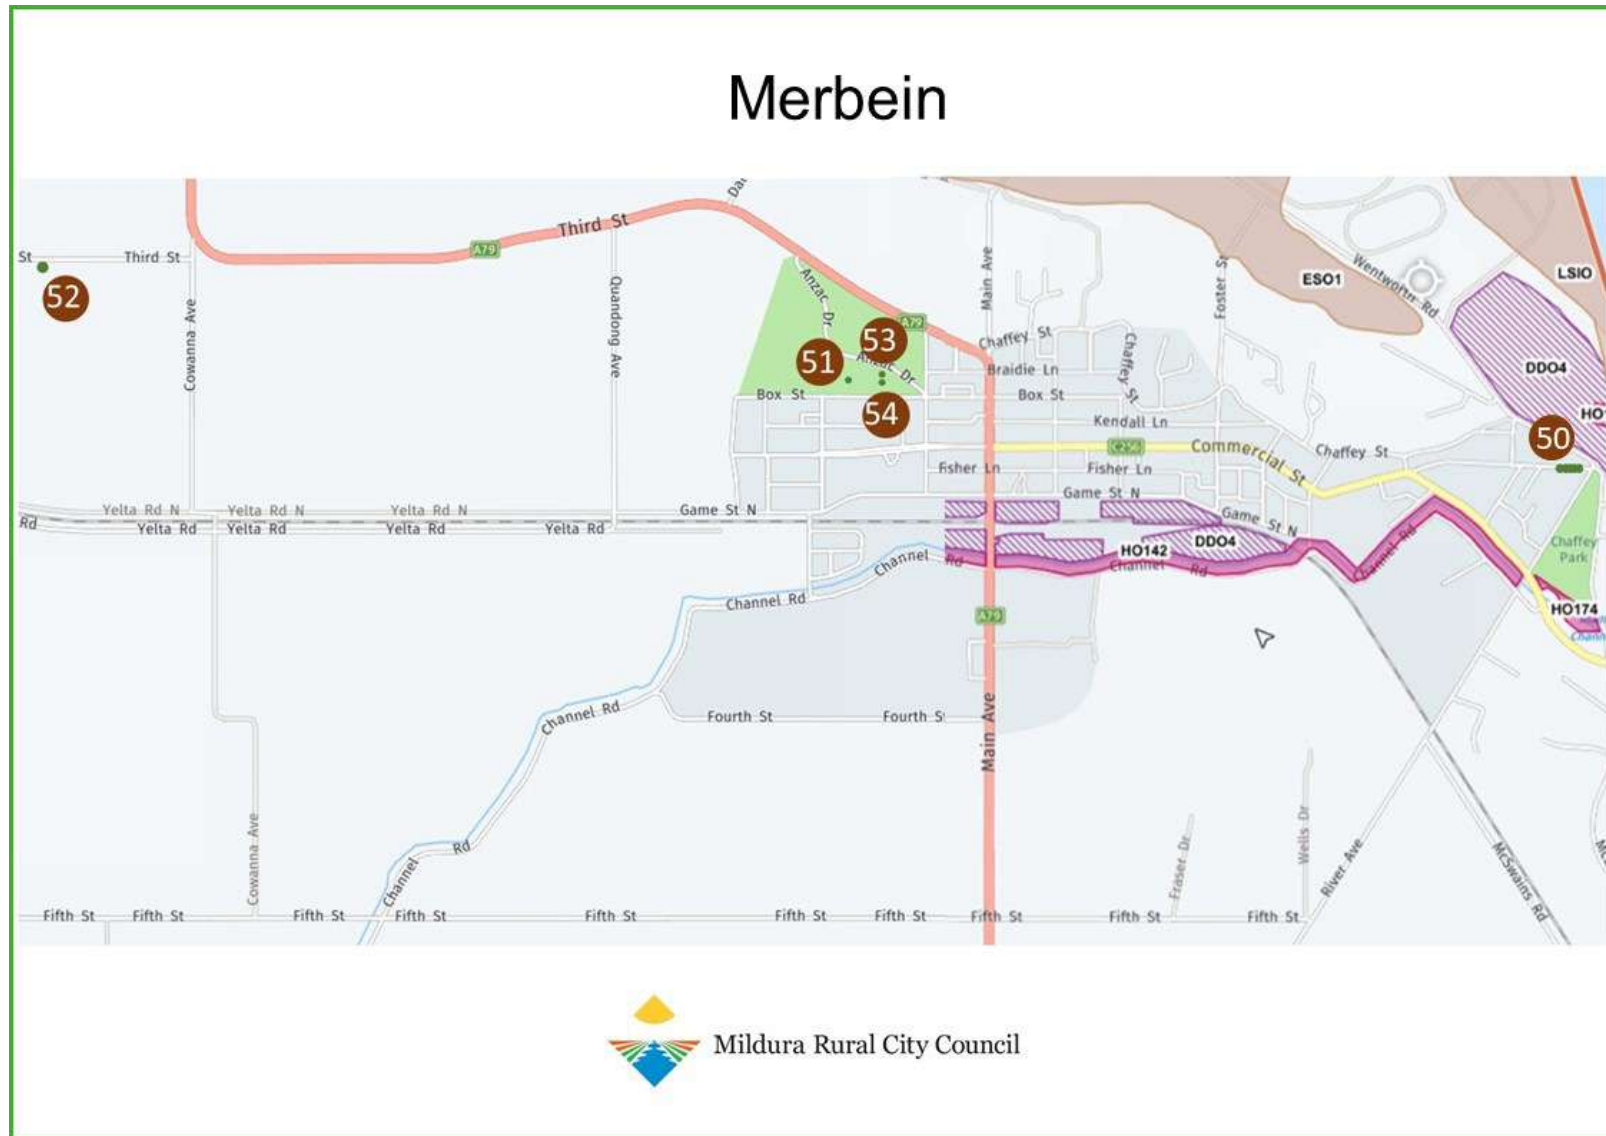 Merbein
Third St
A79
Dav
St
Third St
52
Cowanna Ave
Quandong Ave
Anzac Dr
51
53
A79
Anzac Dr
54
Box St
Main Ave
Chaffey St
Braidie Ln
Box St
Chaffey St
Foster St
Kendall Ln
ESO1
Wentworth Rd
LSIO
DDO4
HO1
50
C256
Commercial St
Chaffey St
Fisher Ln
Fisher Ln
Game St N
Game St N
Yelta Rd N
Yelta Rd N
Yelta Rd N
Game St N
Rd
Yelta Rd
Yelta Rd
Yelta Rd
Yelta Rd
HO142
DDO4
Channel Rd
Channel Rd
Channel Rd
Chaffey
Park
HO174
Channel Rd
A79
Channel Rd
Fourth St
Fourth S
Main Ave
Cowanna Ave
Channel Rd
Fraser Dr
Wells Dr
River Ave
McSwains Rd
Fifth St
Fifth St
Fifth St
Fifth St
Fifth St
Fifth St
Fifth St
Fifth St
Fifth St
Fifth St
Mildura Rural City Council